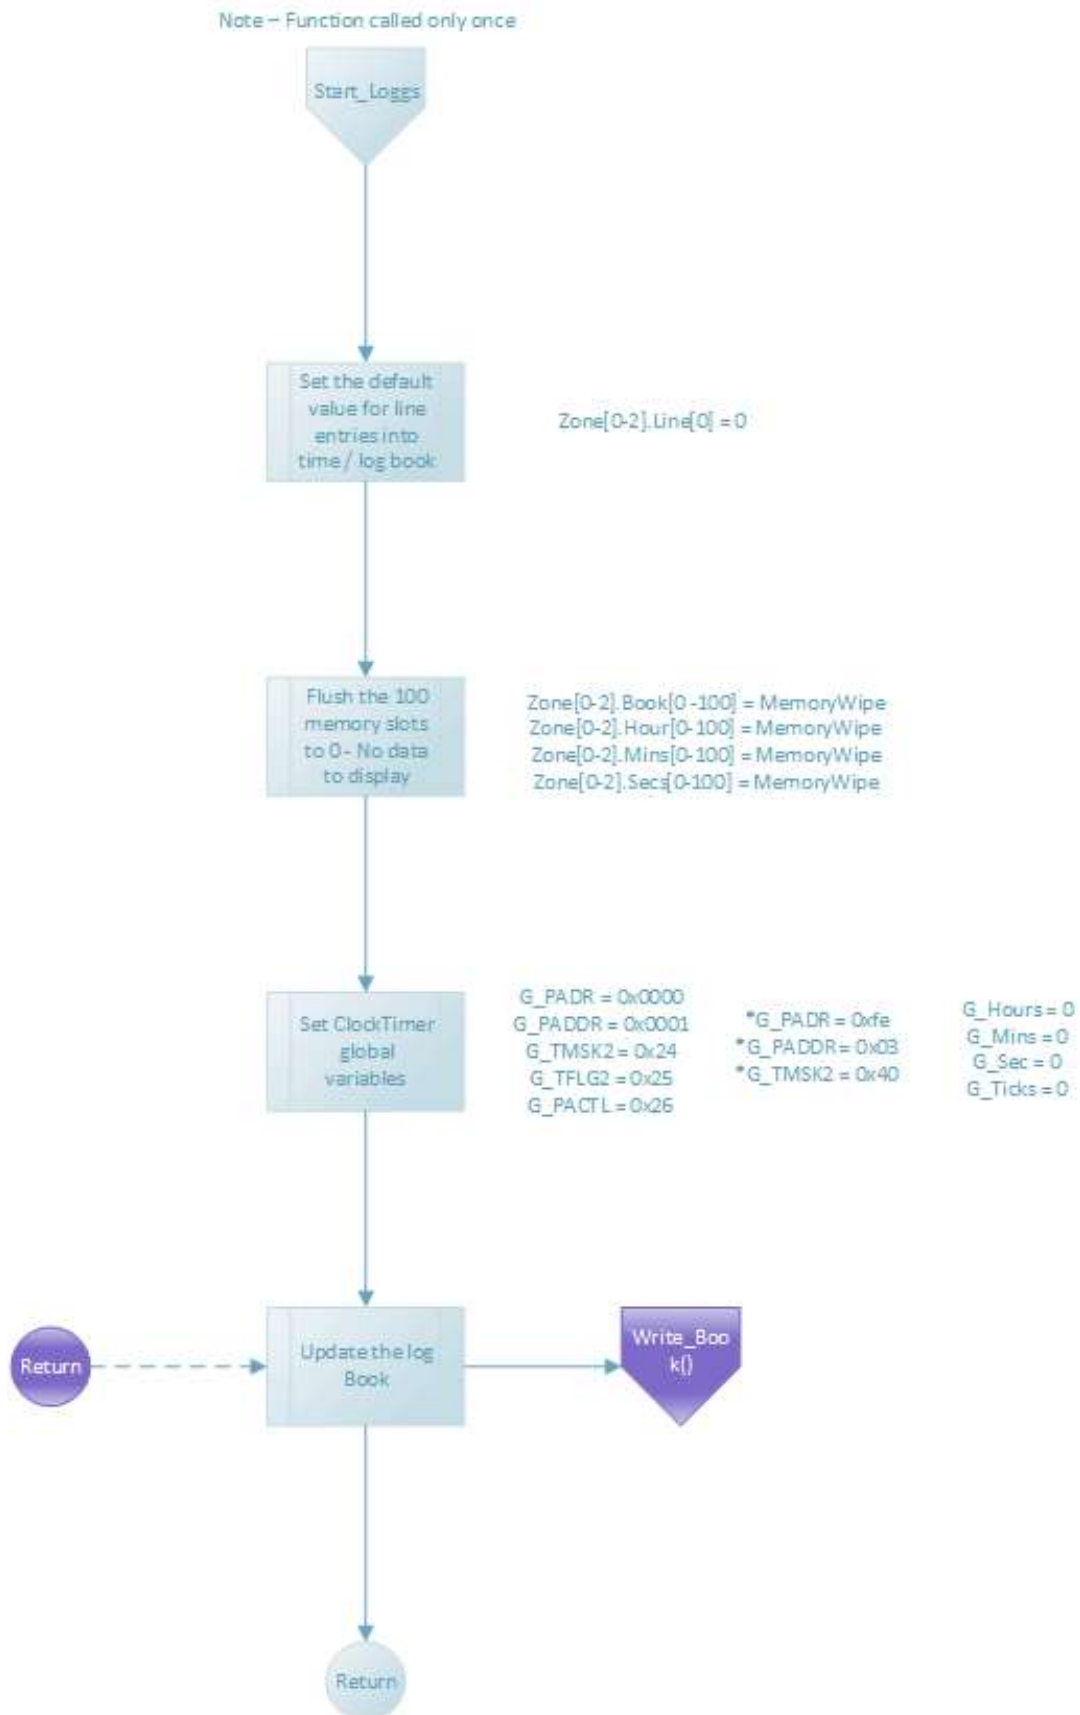 Note – Function called only once
Start_Loggs
Set the default
value for line
entries into
time / log book
Zone[0-2].Line[0] = 0
Flush the 100
memory slots
to 0 - No data
to display
Zone[0-2].Book[0 -100] = MemoryWipe
Zone[0-2].Hour[0-100] = MemoryWipe
Zone[0-2].Mins[0-100] = MemoryWipe
Zone[0-2].Secs[0-100] = MemoryWipe
Set ClockTimer
global
variables
G_PADR = 0x0000
G_PADDR = 0x0001
G_TMSK2 = 0x24
G_TFLG2 = 0x25
G_PACTL = 0x26
*G_PADR = 0xfe
*G_PADDR = 0x03
*G_TMSK2 = 0x40
G_Hours = 0
G_Mins = 0
G_Sec = 0
G_Ticks = 0
Return
Update the log
Book
Write_Boo
k()
Return